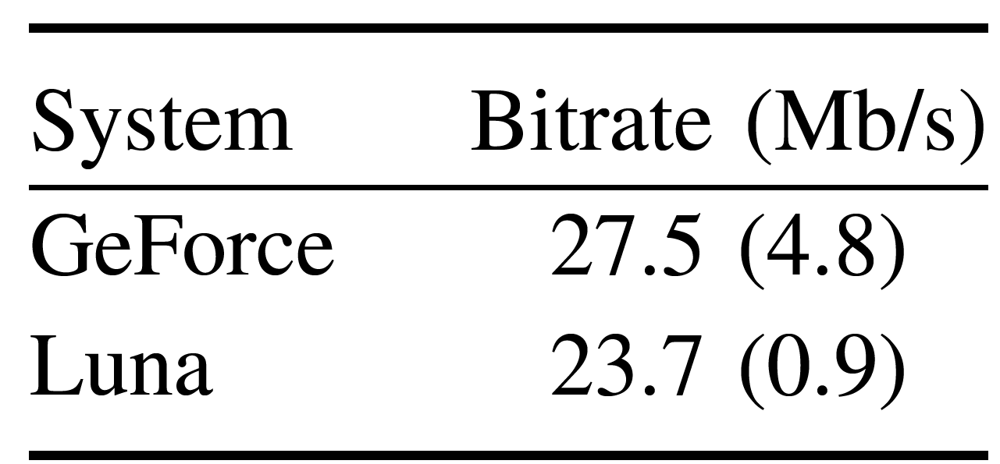 System Bitrate (Mb/s)
GeForce 27.5 (4.8)
Luna 23.7 (0.9)